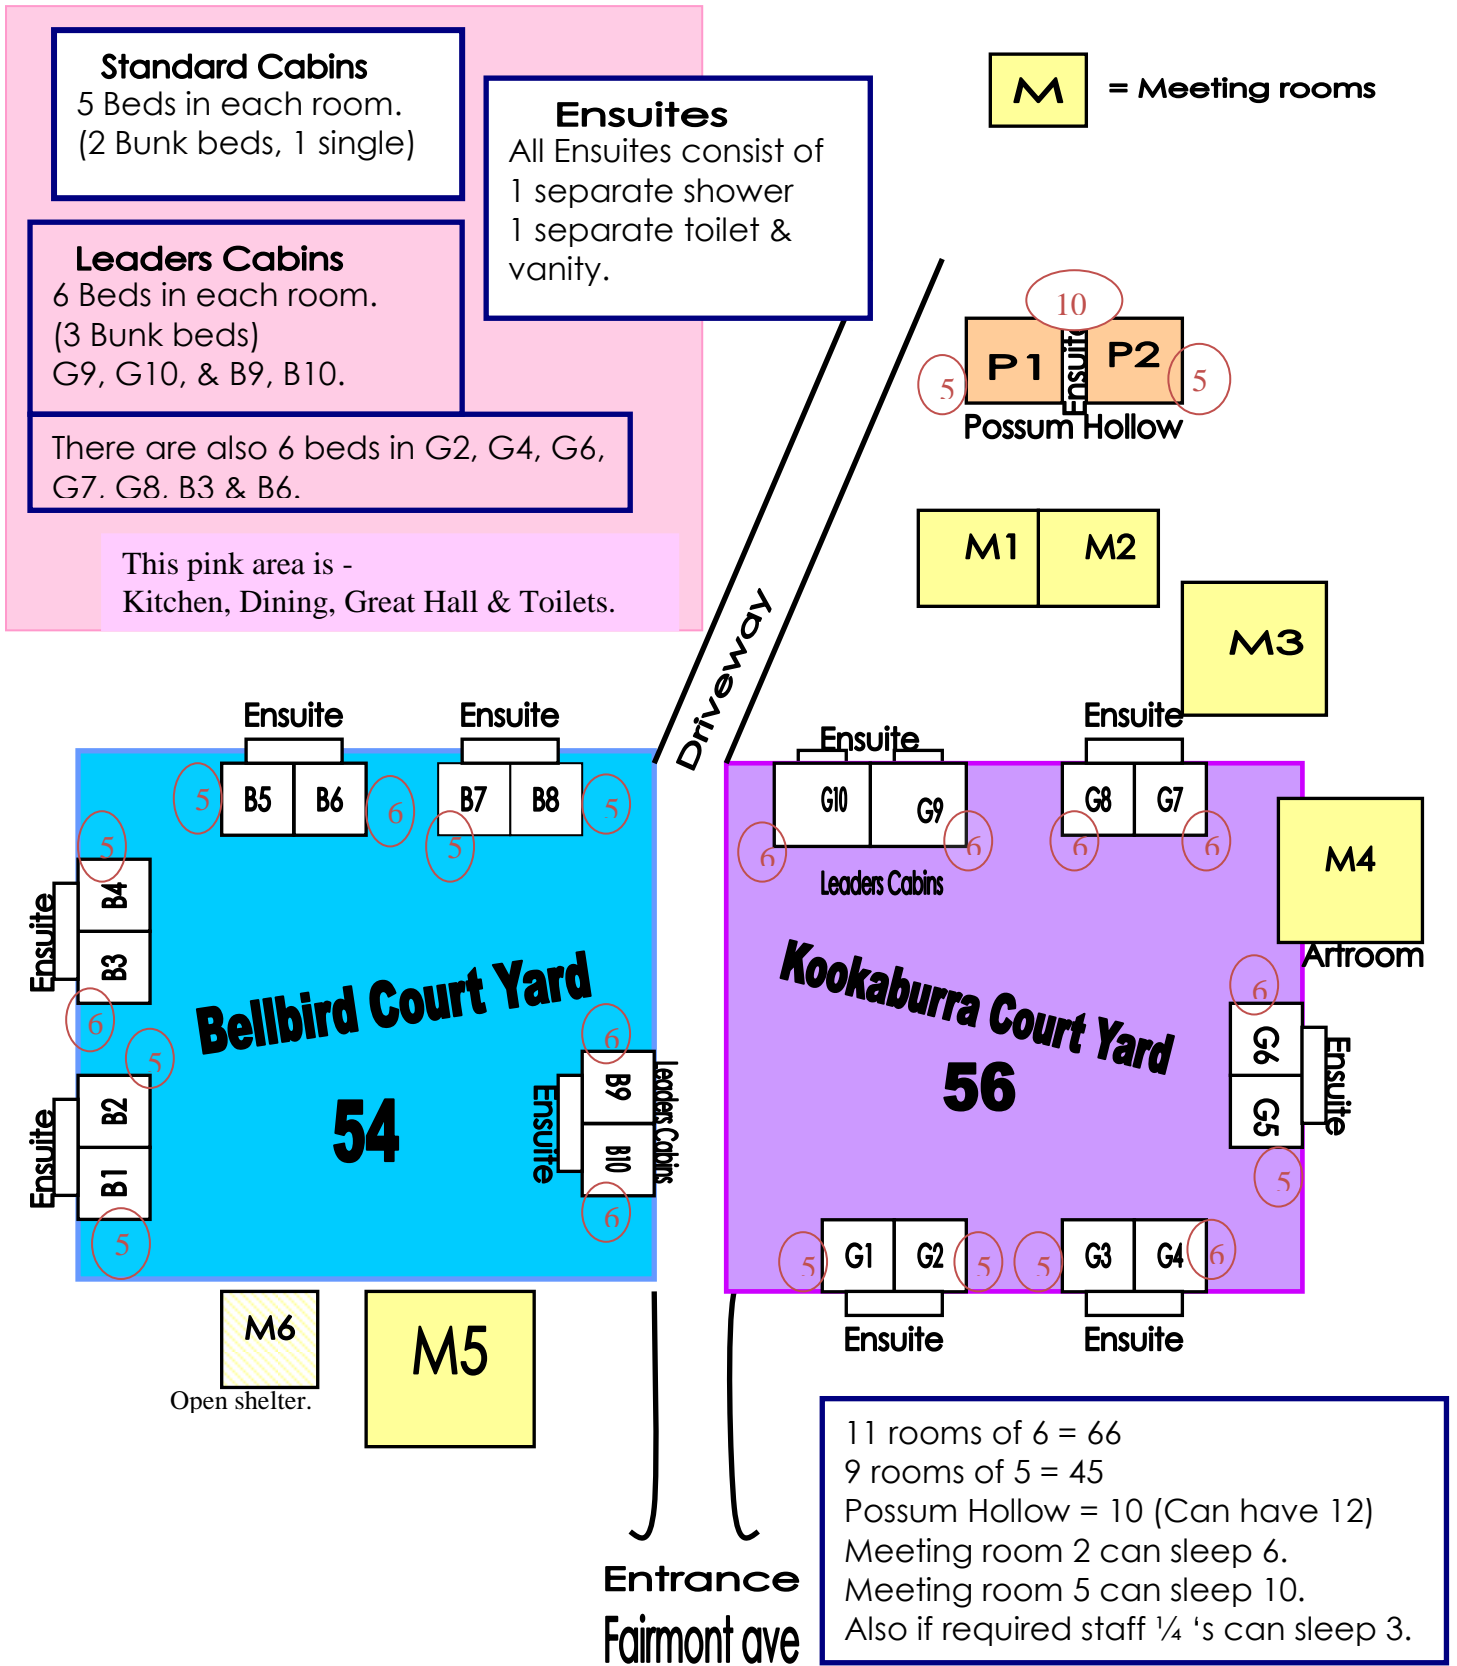 Standard Cabins
5 Beds in each room.
(2 Bunk beds, 1 single)
Ensuites
All Ensuites consist of
1 separate shower
1 separate toilet &
vanity.
M
= Meeting rooms
Leaders Cabins
6 Beds in each room.
(3 Bunk beds)
G9, G10, & B9, B10.
There are also 6 beds in G2, G4, G6,
G7, G8, B3 & B6.
This pink area is -
Kitchen, Dining, Great Hall & Toilets.
10
5
P1
Ensuite
P2
5
Possum Hollow
M1
M2
M3
Driveway
Ensuite
5
B5
B6
6
Ensuite
B7
B8
5
5
5
Ensuite
B4
B3
6
5
Ensuite
B2
B1
5
Bellbird Court Yard
54
6
Ensuite
B9
B10
Leaders Cabins
6
Ensuite
G10
G9
6
6
Leaders Cabins
Ensuite
G8
G7
6
6
M4
Artroom
Kookaburra Court Yard
56
6
G6
G5
Ensuite
5
5
G1
G2
5
Ensuite
5
G3
G4
6
Ensuite
M6
Open shelter.
M5
11 rooms of 6 = 66
9 rooms of 5 = 45
Possum Hollow = 10 (Can have 12)
Meeting room 2 can sleep 6.
Meeting room 5 can sleep 10.
Also if required staff ¼ ‘s can sleep 3.
Entrance
Fairmont ave